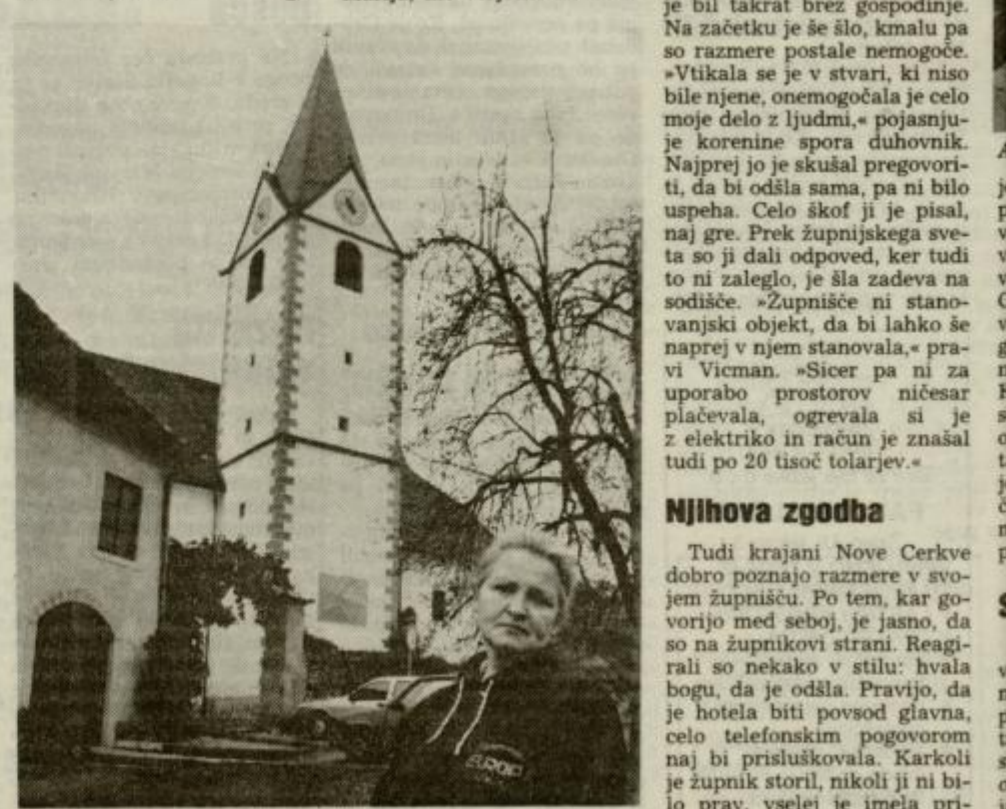 je bil takrat brez gospodinje.
Na začetku je še šlo, kmalu pa
so razmere postale nemogoče.
»Vtikala se je v stvari, ki niso
bile njene, onemogočala je celo
moje delo z ljudmi,« pojasnju-
je korenine spora duhovnik.
Najprej jo je skušal pregovori-
ti, da bi odšla sama, pa ni bilo
uspeha. Celo škof ji je pisal,
naj gre. Prek župnijskega sve-
ta so ji dali odpoved, ker tudi
to ni zaleglo, je šla zadeva na
sodišče. »Župnišče ni stano-
vanjski objekt, da bi lahko še
naprej v njem stanovala,« pra-
vi Vicman. »Sicer pa ni za
uporabo prostorov ničesar
plačevala, ogrevala si je
z elektriko in račun je znašal
tudi po 20 tisoč tolarjev.«
Njihova zgodba
Tudi krajani Nove Cerkve
dobro poznajo razmere v svo-
jem župnišču. Po tem, kar go-
vorijo med seboj, je jasno, da
so na župnikovi strani. Reagi-
rali so nekako v stilu: hvala
bogu, da je odšla. Pravijo, da
je hotela biti povsod glavna,
celo telefonskim pogovorom
naj bi prisluškovala. Karkoli
je župnik storil, nikoli ji ni bi-
lo prav, vselej je imela pri-